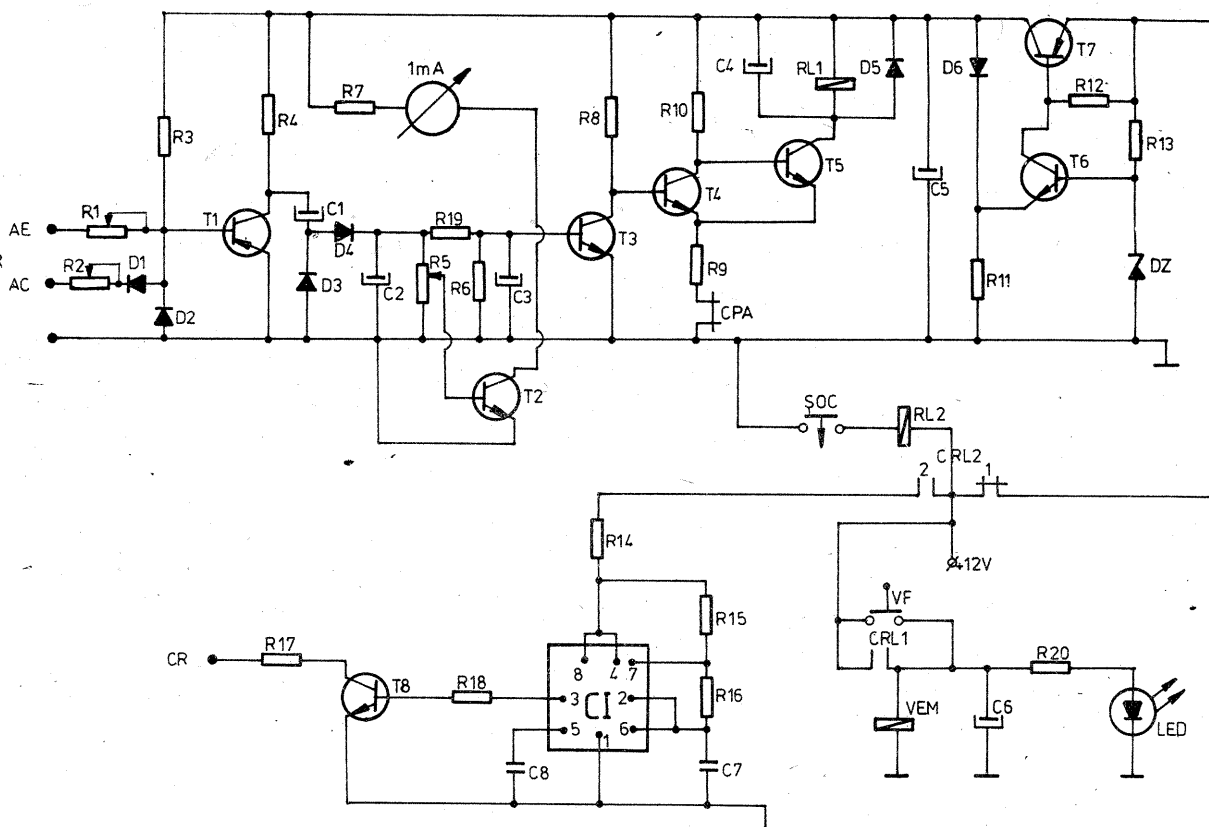 1mA
R7
C4
RL1
D5
D6
T7
R3
R4
R8
R10
R12
R13
T5
T6
T4
C5
R1
C1
T1
R19
AE
T3
D4
R2
D1
AC
D3
C2
R5
R6
C3
R9
R11
DZ
D2
CPA
T2
SOC
RL2
CRL2
2
1
R14
+12V
R15
VF
CRL1
R17
CR
8
4
7
R20
T8
R18
3
2
R16
CI
VEM
C6
5
1
6
LED
C8
C7